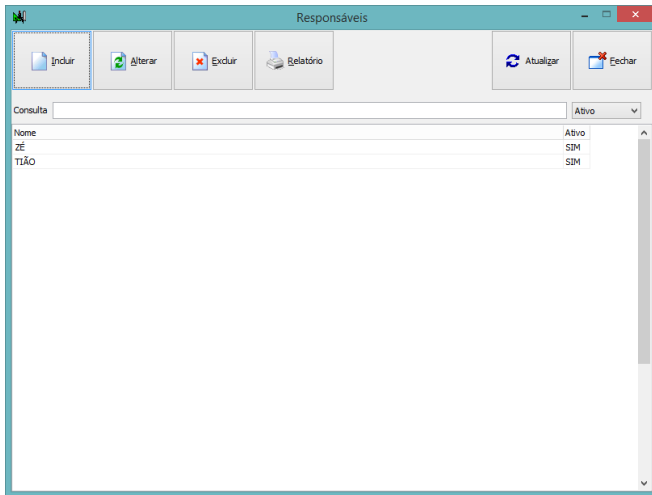 Responsáveis
Incluir Alterar Excluir Relatório Atualizar Fechar
Consulta Ativo
Nome Ativo
ZÉ SIM
TIÃO SIM